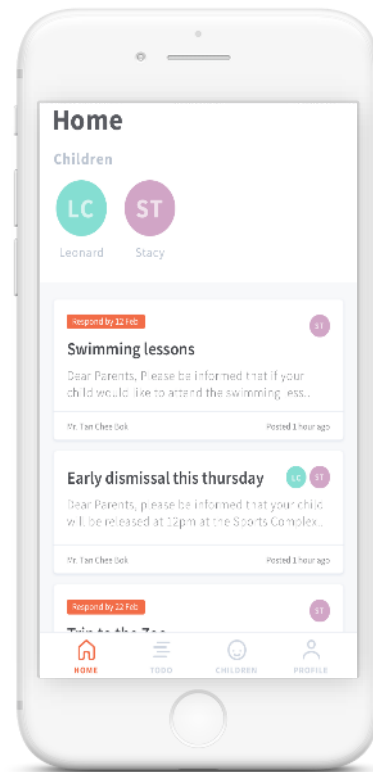 Home
Children
LC ST
Leonard Stacy
Respond by 12 Feb ST
Swimming lessons
Dear Parents, Please be informed that if your
child would like to attend the swimming less..
Mr. Tan Chee Bok Posted 1 hour ago
Early dismissal this thursday LC ST
Dear Parents, please be informed that your child
will be released at 12pm at the Sports Complex..
Mr. Tan Chee Bok Posted 1 hour ago
Respond by 22 Feb ST
Trip to the Zoo
HOME TODO CHILDREN PROFILE